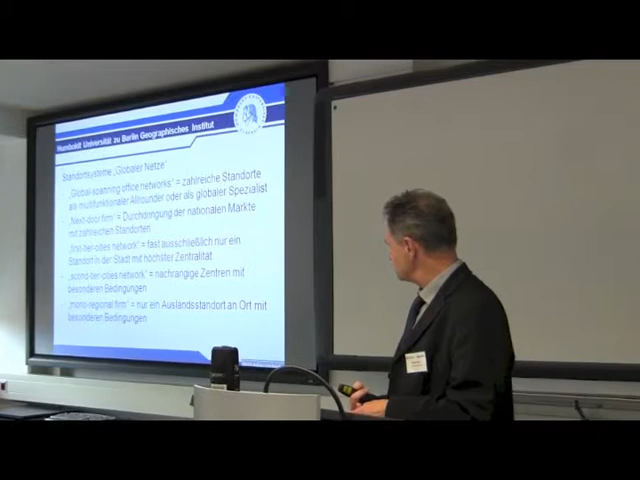 Humboldt Universität zu Berlin Geographisches Institut
Standortsysteme „Globaler Netze“
„Global-spanning office networks“ = zahlreiche Standorte
als multifunktionaler Allrounder oder als globaler Spezialist
„Next-door firm“ = Durchdringung der nationalen Märkte
mit zahlreichen Standorten
„first-tier-cities network“ = fast ausschließlich nur ein
Standort in der Stadt mit höchster Zentralität
„scond-tier-cities network“ = nachrangige Zentren mit
besonderen Bedingungen
„mono-regional firm“ = nur ein Auslandsstandort an Ort mit
besonderen Bedingungen